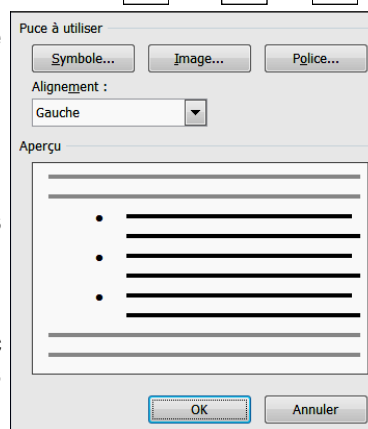 Puce à utiliser
Symbole... Image... Police...
Alignement :
Gauche
Aperçu
OK Annuler